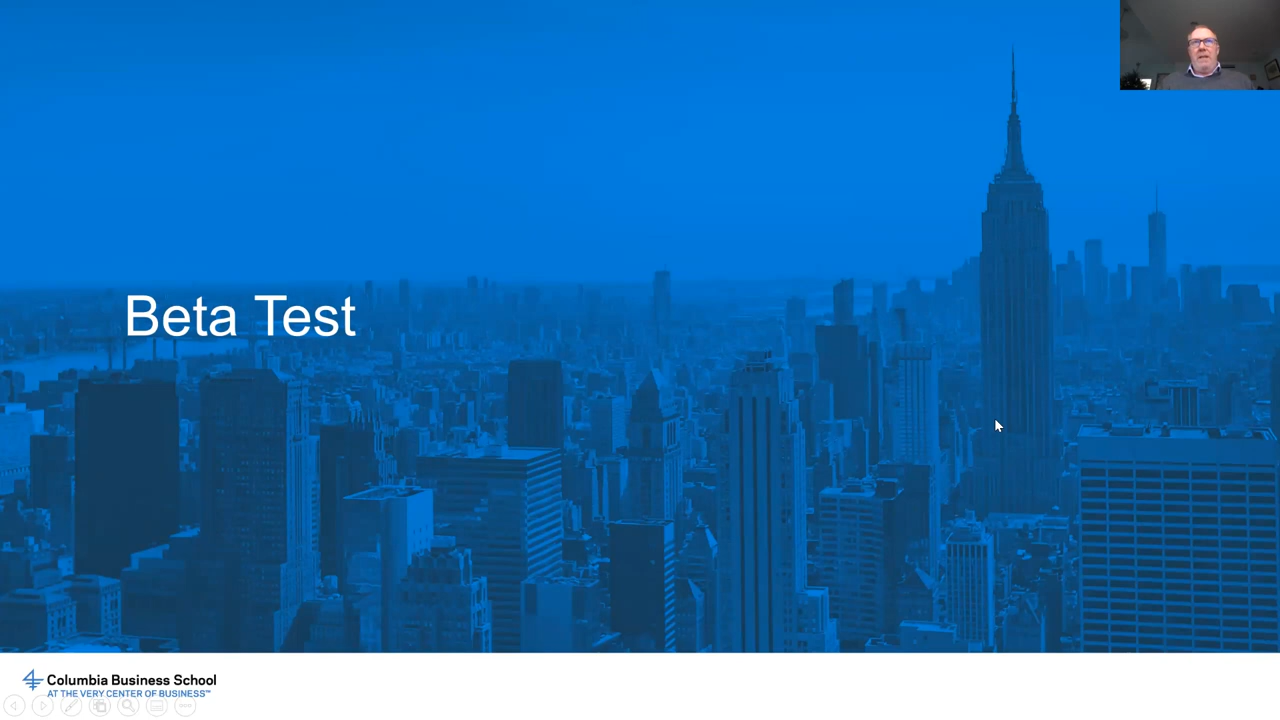 Beta Test
Columbia Business School
AT THE VERY CENTER OF BUSINESS™